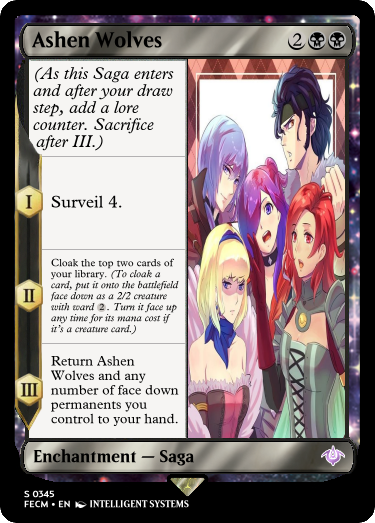 Ashen Wolves 2
(As this Saga enters
and after your draw
step, add a lore
counter. Sacrifice
after III.)
I Surveil 4.
Cloak the top two cards of
your library. (To cloak a
card, put it onto the battlefield
face down as a 2/2 creature
II with ward 2. Turn it face up
any time for its mana cost if
it's a creature card.)
Return Ashen
Wolves and any
III number of face down
permanents you
control to your hand.
Enchantment — Saga
S 0345
FECM • EN INTELLIGENT SYSTEMS